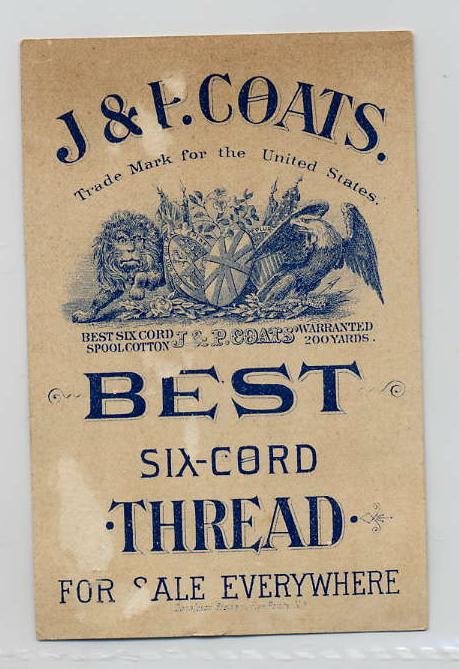 J & P. COATS.
Trade Mark for the United States.
BEST SIX CORD J & P. COATS WARRANTED
SPOOL COTTON 200 YARDS.
BEST
SIX-CORD
THREAD
FOR SALE EVERYWHERE